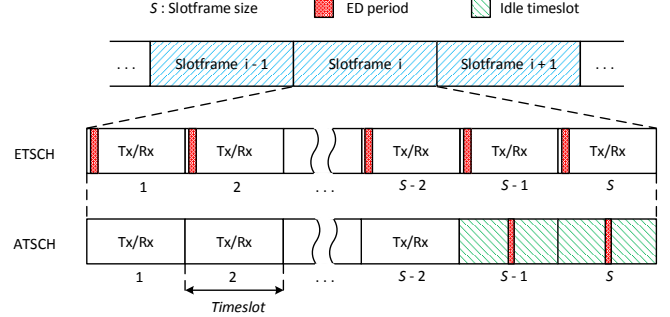 S : Slotframe size ED period Idle timeslot
. . . Slotframe i - 1 Slotframe i Slotframe i + 1 . . .
ETSCH Tx/Rx Tx/Rx Tx/Rx Tx/Rx Tx/Rx
1 2 . . . S - 2 S - 1 S
ATSCH Tx/Rx Tx/Rx Tx/Rx
1 2 . . . S - 2 S - 1 S
Timeslot